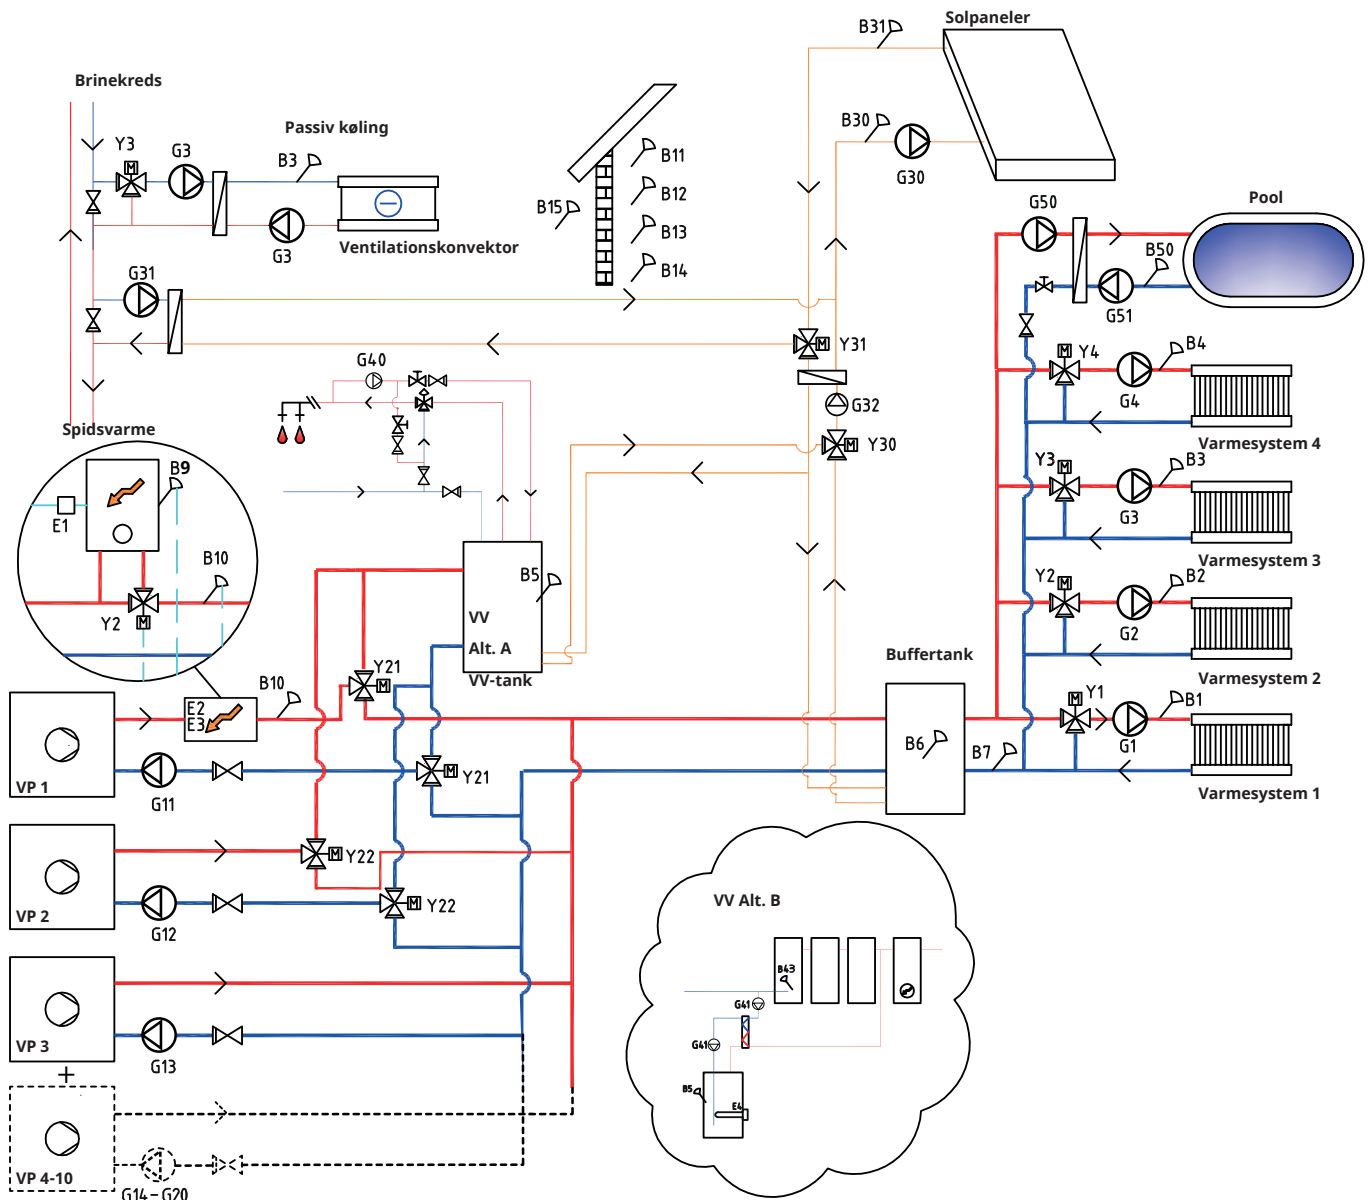 Solpaneler
B31
Brinekreds
B30
G30
Passiv køling
Y3
M
G3
B3
G3
Ventilationskonvektor
B11
B12
B13
B14
B15
G50
Pool
B50
G51
G31
Y31
M
G40
G32
Y30
M
Y4
M
B4
G4
Varmesystem 4
Spidsvarme
B9
E1
B10
Y2
M
Y3
M
B3
G3
Varmesystem 3
B5
VV
Alt. A
VV-tank
Y2
M
B2
G2
Varmesystem 2
Buffertank
Y21
M
E2
E3
B10
B6
B7
Y1
M
B1
G1
Varmesystem 1
VP 1
G11
Y21
M
VP 2
G12
Y22
M
Y22
M
VP 3
G13
+
VP 4-10
G14-G20
VV Alt. B
B43
G41
G41
B5
E4